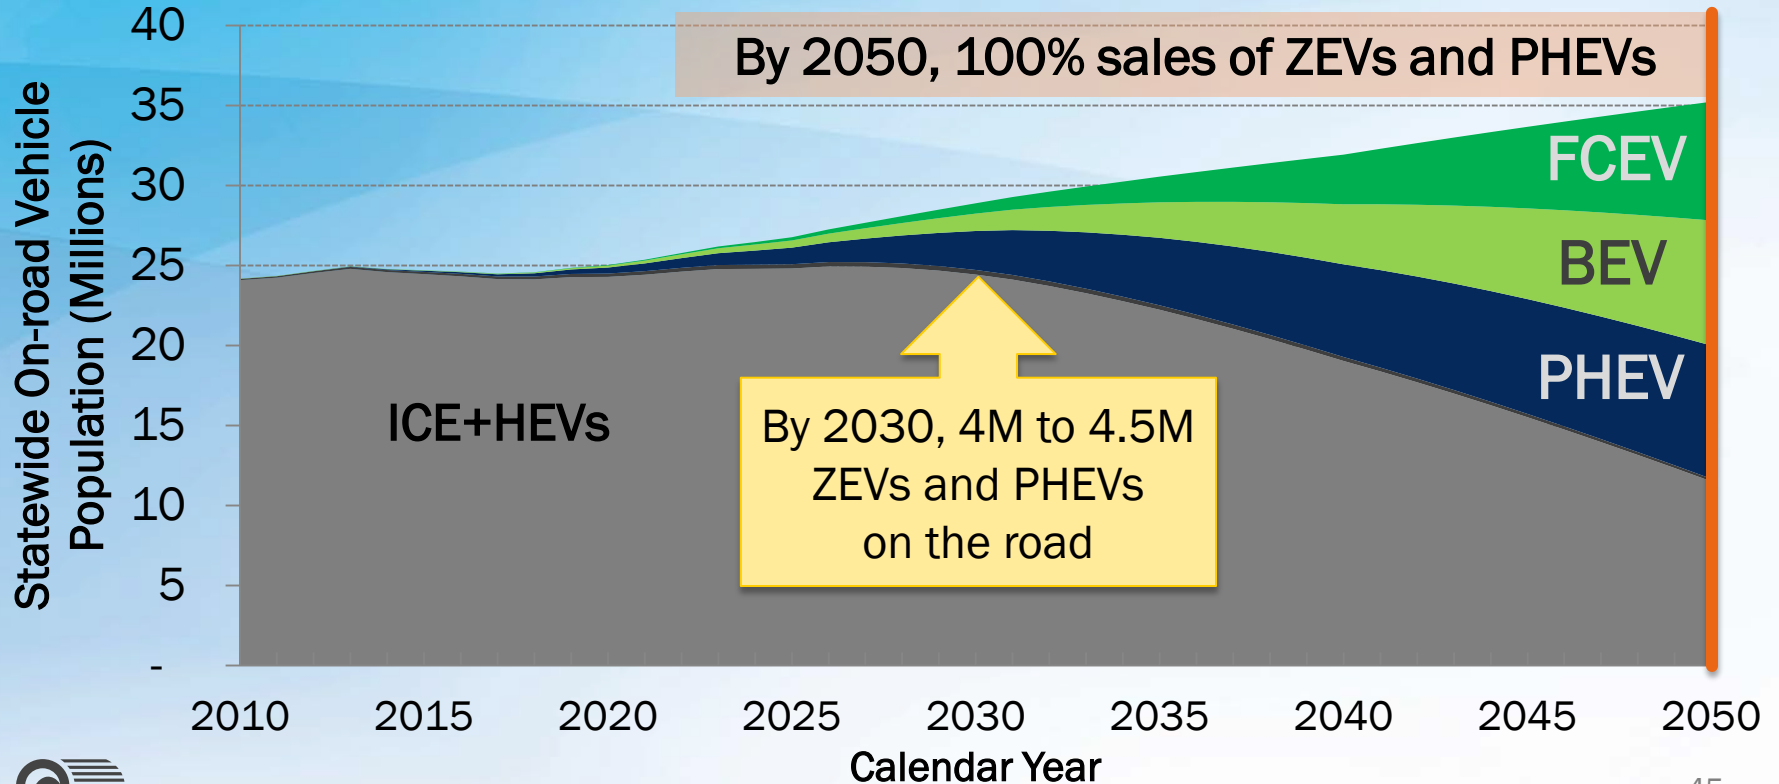 40
35
30
25
20
15
10
5
-
Statewide On-road Vehicle
Population (Millions)
By 2050, 100% sales of ZEVs and PHEVs
FCEV
BEV
PHEV
ICE+HEVs
By 2030, 4M to 4.5M
ZEVs and PHEVs
on the road
2010 2015 2020 2025 2030 2035 2040 2045 2050
Calendar Year